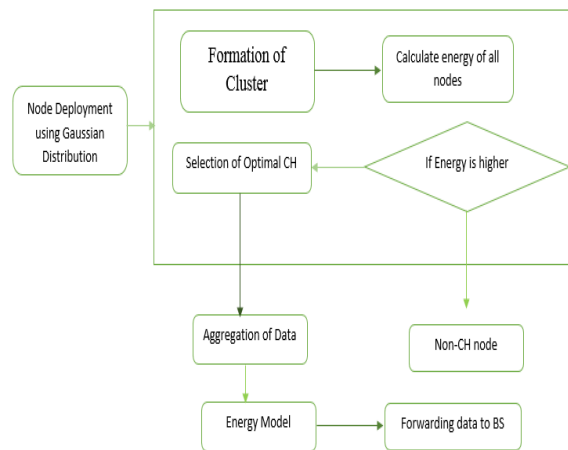 Formation of
Cluster
Calculate energy of all
nodes
Node Deployment
using Gaussian
Distribution
Selection of Optimal CH
If Energy is higher
Aggregation of Data
Non-CH node
Energy Model
Forwarding data to BS